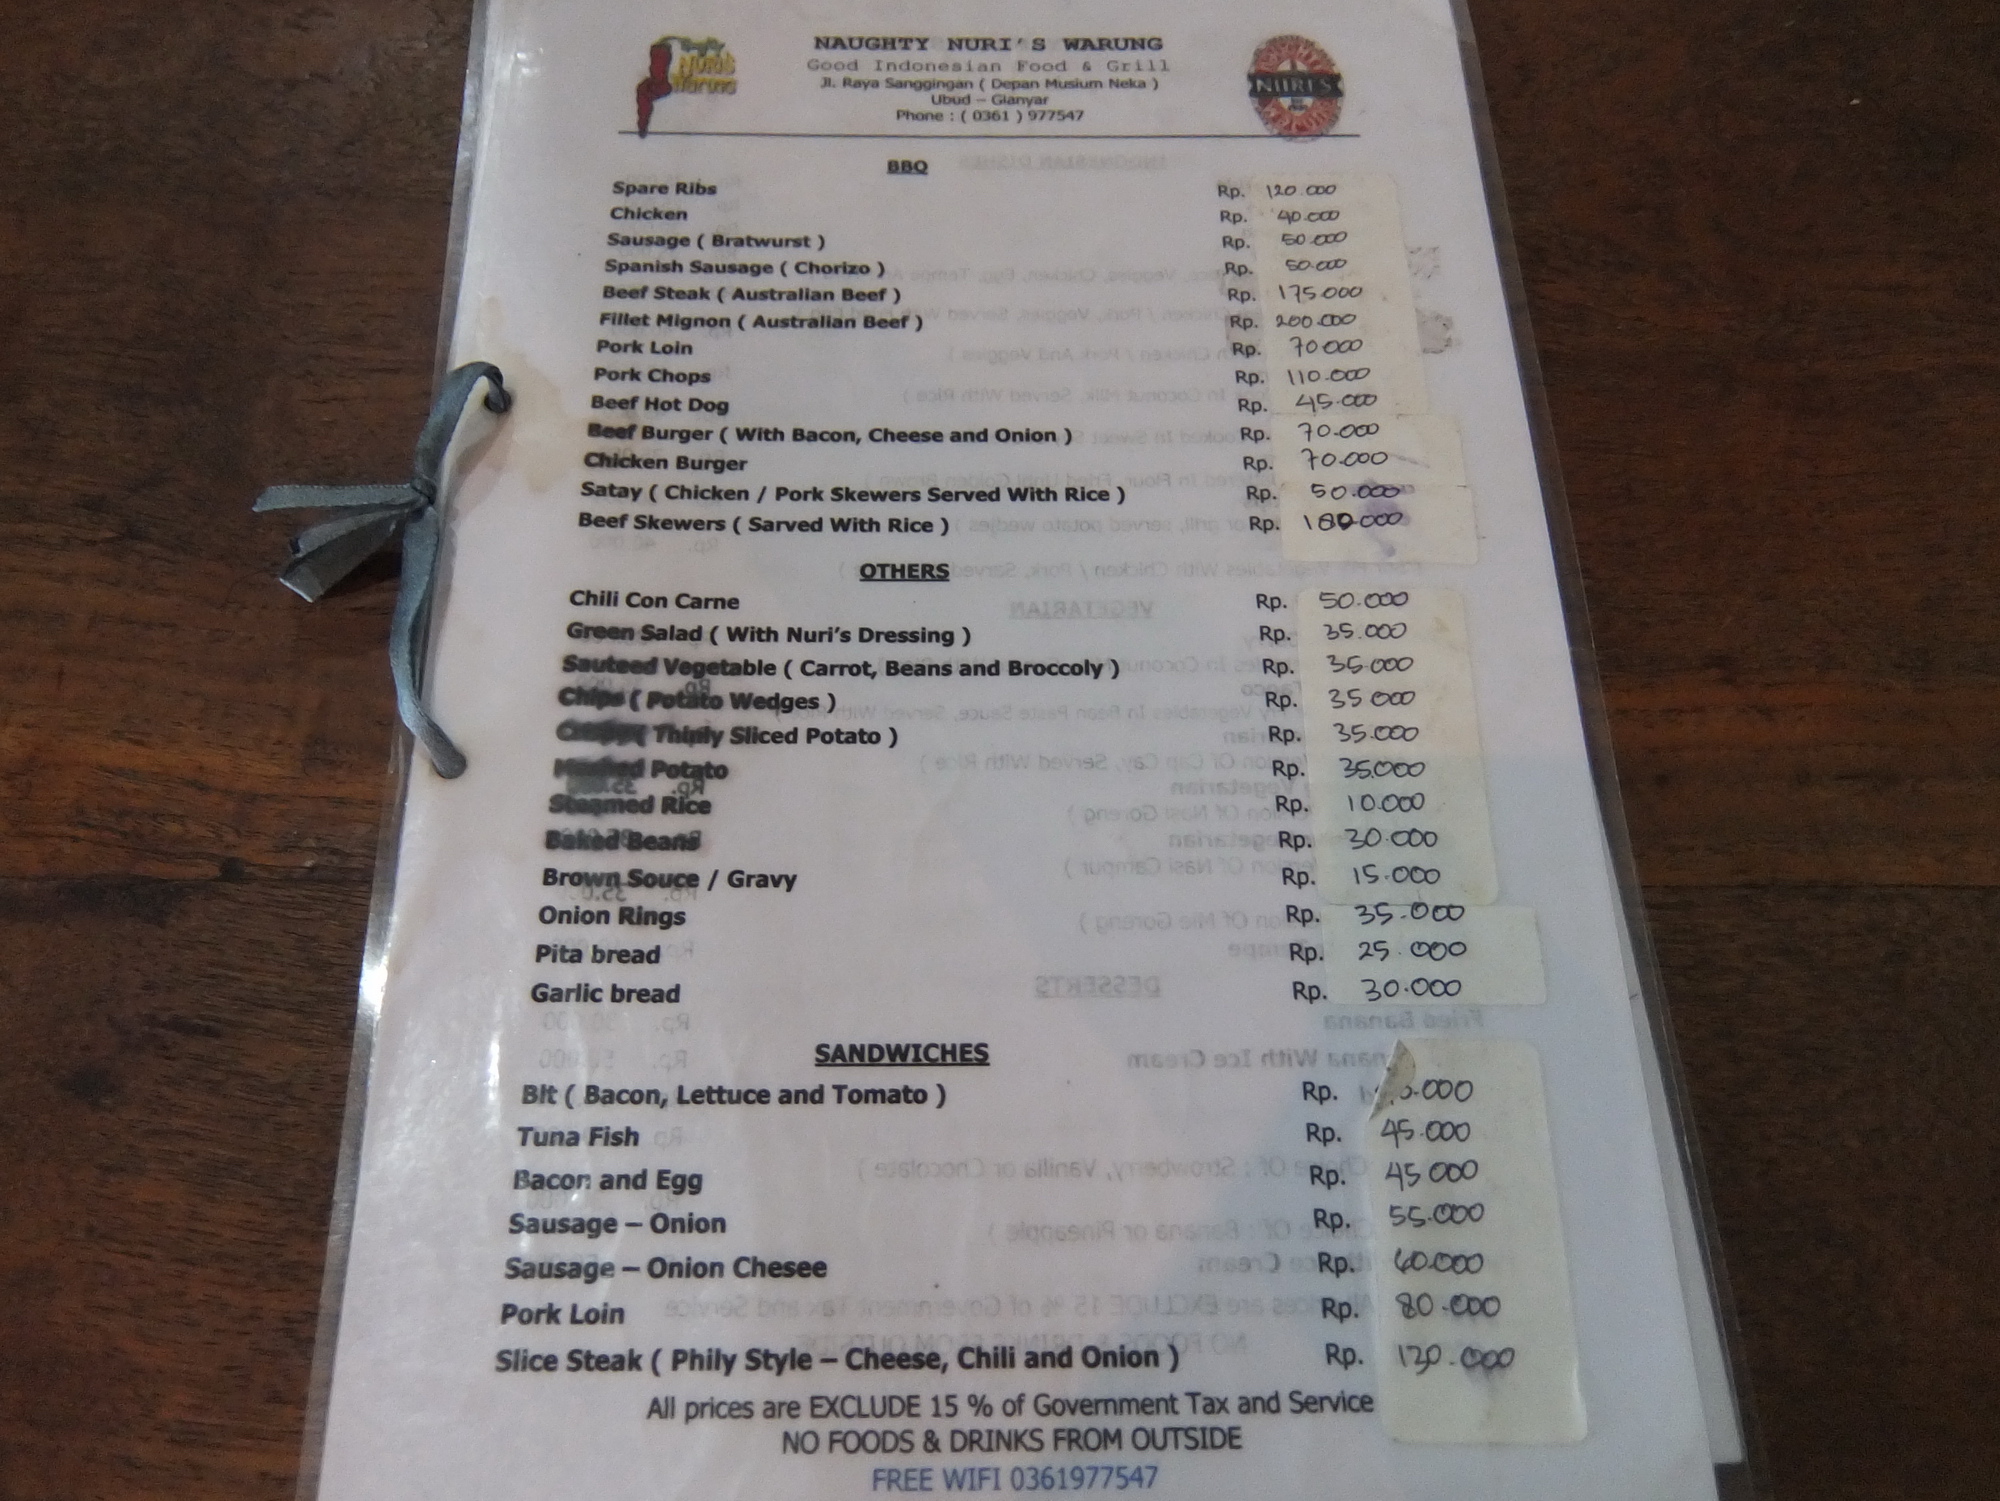 Naughty
NURI'S
Warung
NAUGHTY NURI'S WARUNG
Good Indonesian Food & Grill
Jl. Raya Sanggingan ( Depan Musium Neka )
Ubud – Gianyar
Phone : ( 0361 ) 977547
NURI'S
BBQ
Spare Ribs Rp. 120.000
Chicken Rp. 40.000
Sausage ( Bratwurst ) Rp. 50.000
Spanish Sausage ( Chorizo ) Rp. 50.000
Beef Steak ( Australian Beef ) Rp. 175.000
Fillet Mignon ( Australian Beef ) Rp. 200.000
Pork Loin Rp. 70.000
Pork Chops Rp. 110.000
Beef Hot Dog Rp. 45.000
Beef Burger ( With Bacon, Cheese and Onion ) Rp. 70.000
Chicken Burger Rp. 70.000
Satay ( Chicken / Pork Skewers Served With Rice ) Rp. 50.000
Beef Skewers ( Sarved With Rice ) Rp.
OTHERS
Chili Con Carne Rp. 50.000
Green Salad ( With Nuri's Dressing ) Rp. 35.000
Sauteed Vegetable ( Carrot, Beans and Broccoly ) Rp. 35.000
Chips ( Potato Wedges ) Rp. 35.000
( Thinly Sliced Potato ) Rp. 35.000
Mashed Potato Rp. 35.000
Steamed Rice Rp. 10.000
Baked Beans Rp. 30.000
Brown Souce / Gravy Rp. 15.000
Onion Rings Rp. 35.000
Pita bread Rp. 25.000
Garlic bread Rp. 30.000
SANDWICHES
Blt ( Bacon, Lettuce and Tomato ) Rp.
Tuna Fish Rp. 45.000
Bacon and Egg Rp. 45.000
Sausage – Onion Rp. 55.000
Sausage – Onion Chesee Rp. 60.000
Pork Loin Rp. 80.000
Slice Steak ( Phily Style – Cheese, Chili and Onion ) Rp. 120.000
All prices are EXCLUDE 15 % of Government Tax and Service
NO FOODS & DRINKS FROM OUTSIDE
FREE WIFI 0361977547